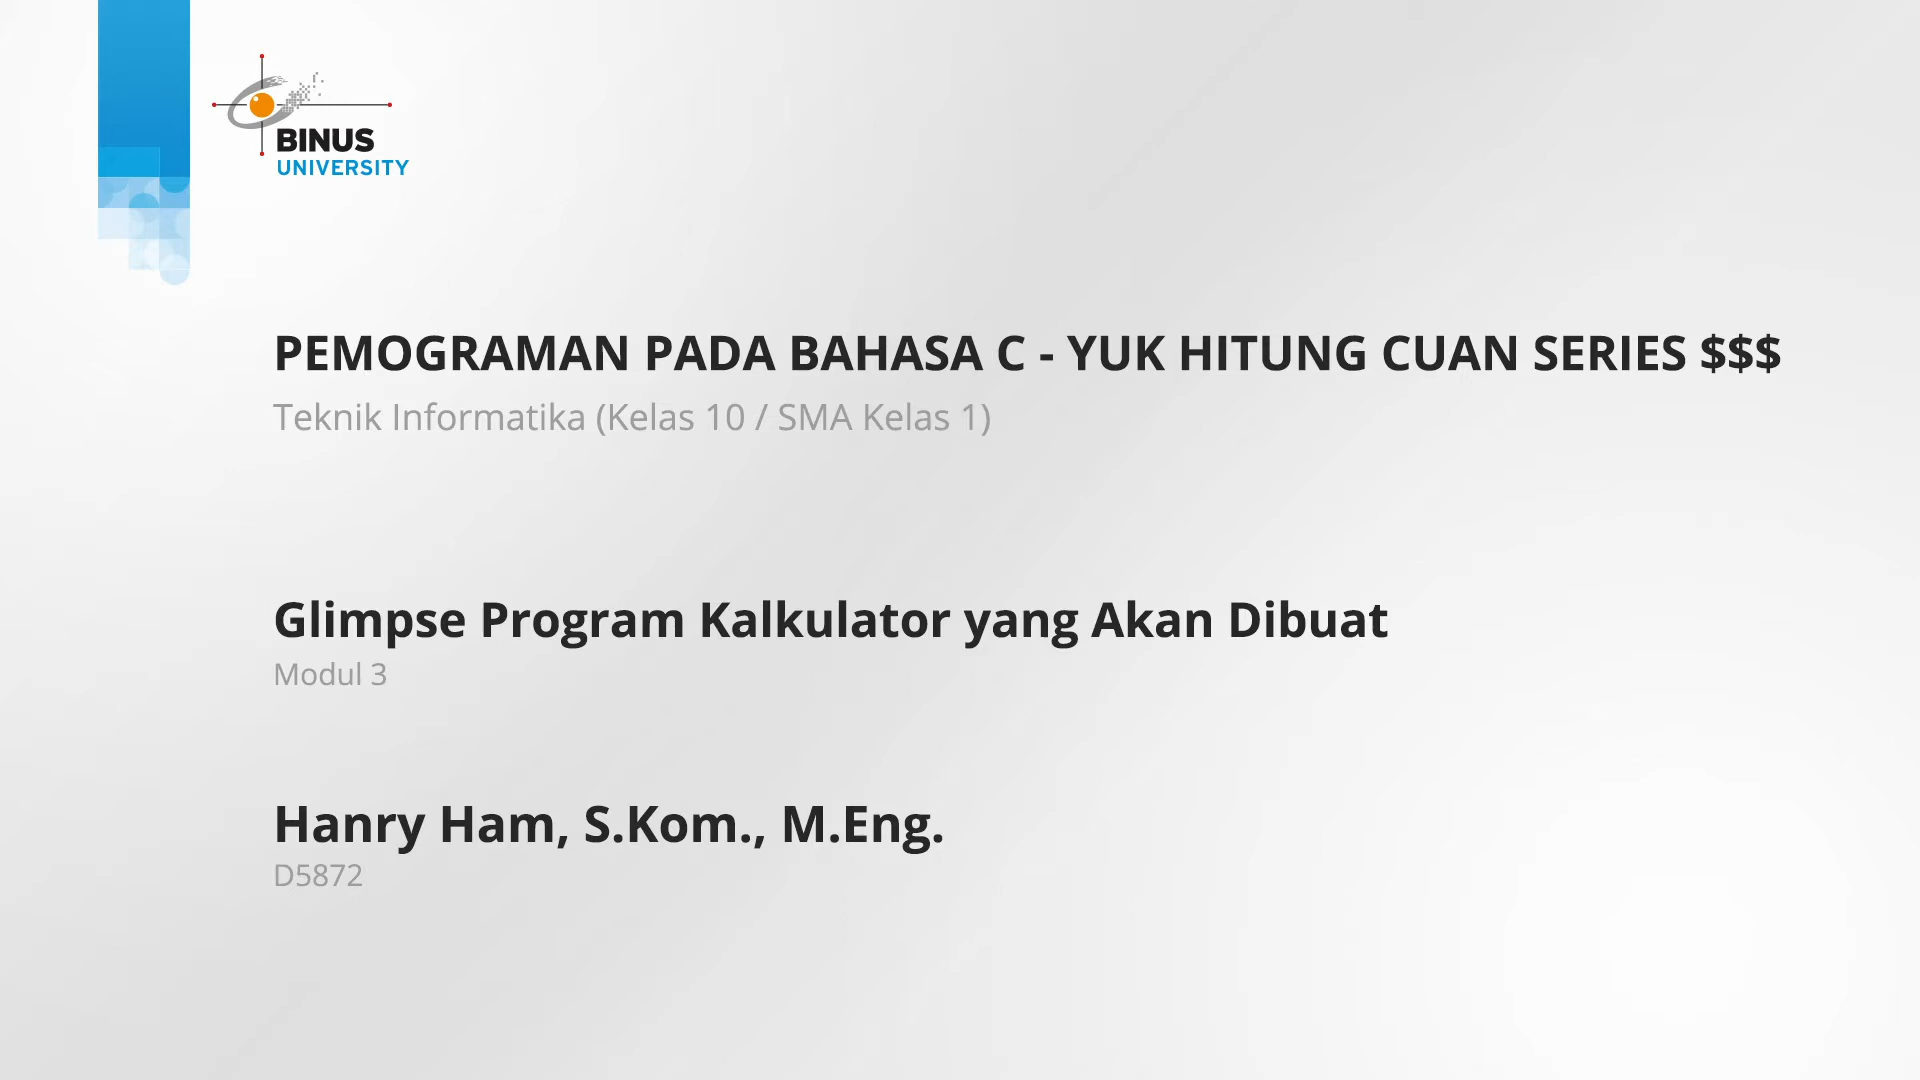 BINUS
UNIVERSITY
PEMOGRAMAN PADA BAHASA C - YUK HITUNG CUAN SERIES $$$
Teknik Informatika (Kelas 10 / SMA Kelas 1)
Glimpse Program Kalkulator yang Akan Dibuat
Modul 3
Hanry Ham, S.Kom., M.Eng.
D5872